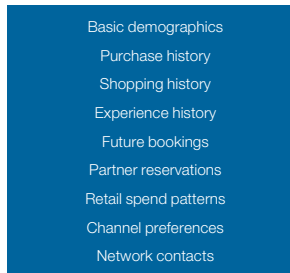 Basic demographics
Purchase history
Shopping history
Experience history
Future bookings
Partner reservations
Retail spend patterns
Channel preferences
Network contacts